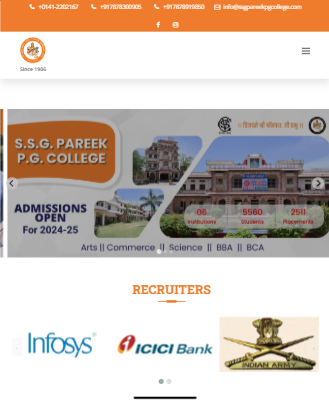 +0141-2202167 +917878300905 +917878919850 info@ssgpareekpgcollege.com
Since 1906
S.S.G. PAREEK
P.G. COLLEGE
ADMISSIONS
OPEN
For 2024-25
06 5560 2511
Institutions Students Placements
Arts || Commerce || Science || BBA || BCA
RECRUITERS
Infosys®
ICICI Bank
INDIAN ARMY